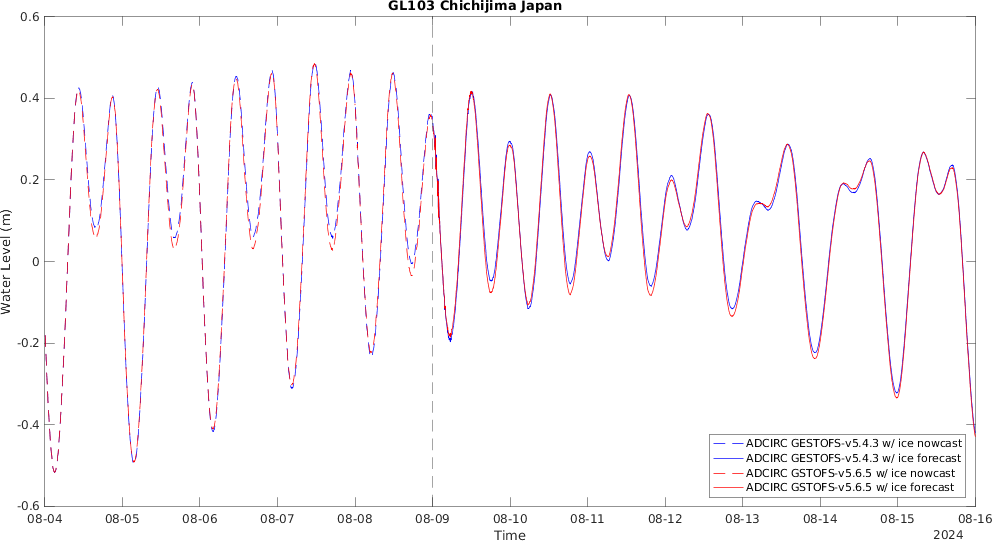 GL103 Chichijima Japan
0.6
0.4
0.2
0
-0.2
-0.4
-0.6
Water Level (m)
ADCIRC GESTOFS-v5.4.3 w/ ice nowcast
ADCIRC GESTOFS-v5.4.3 w/ ice forecast
ADCIRC GSTOFS-v5.6.5 w/ ice nowcast
ADCIRC GSTOFS-v5.6.5 w/ ice forecast
08-04 08-05 08-06 08-07 08-08 08-09 08-10 08-11 08-12 08-13 08-14 08-15 08-16
Time
2024